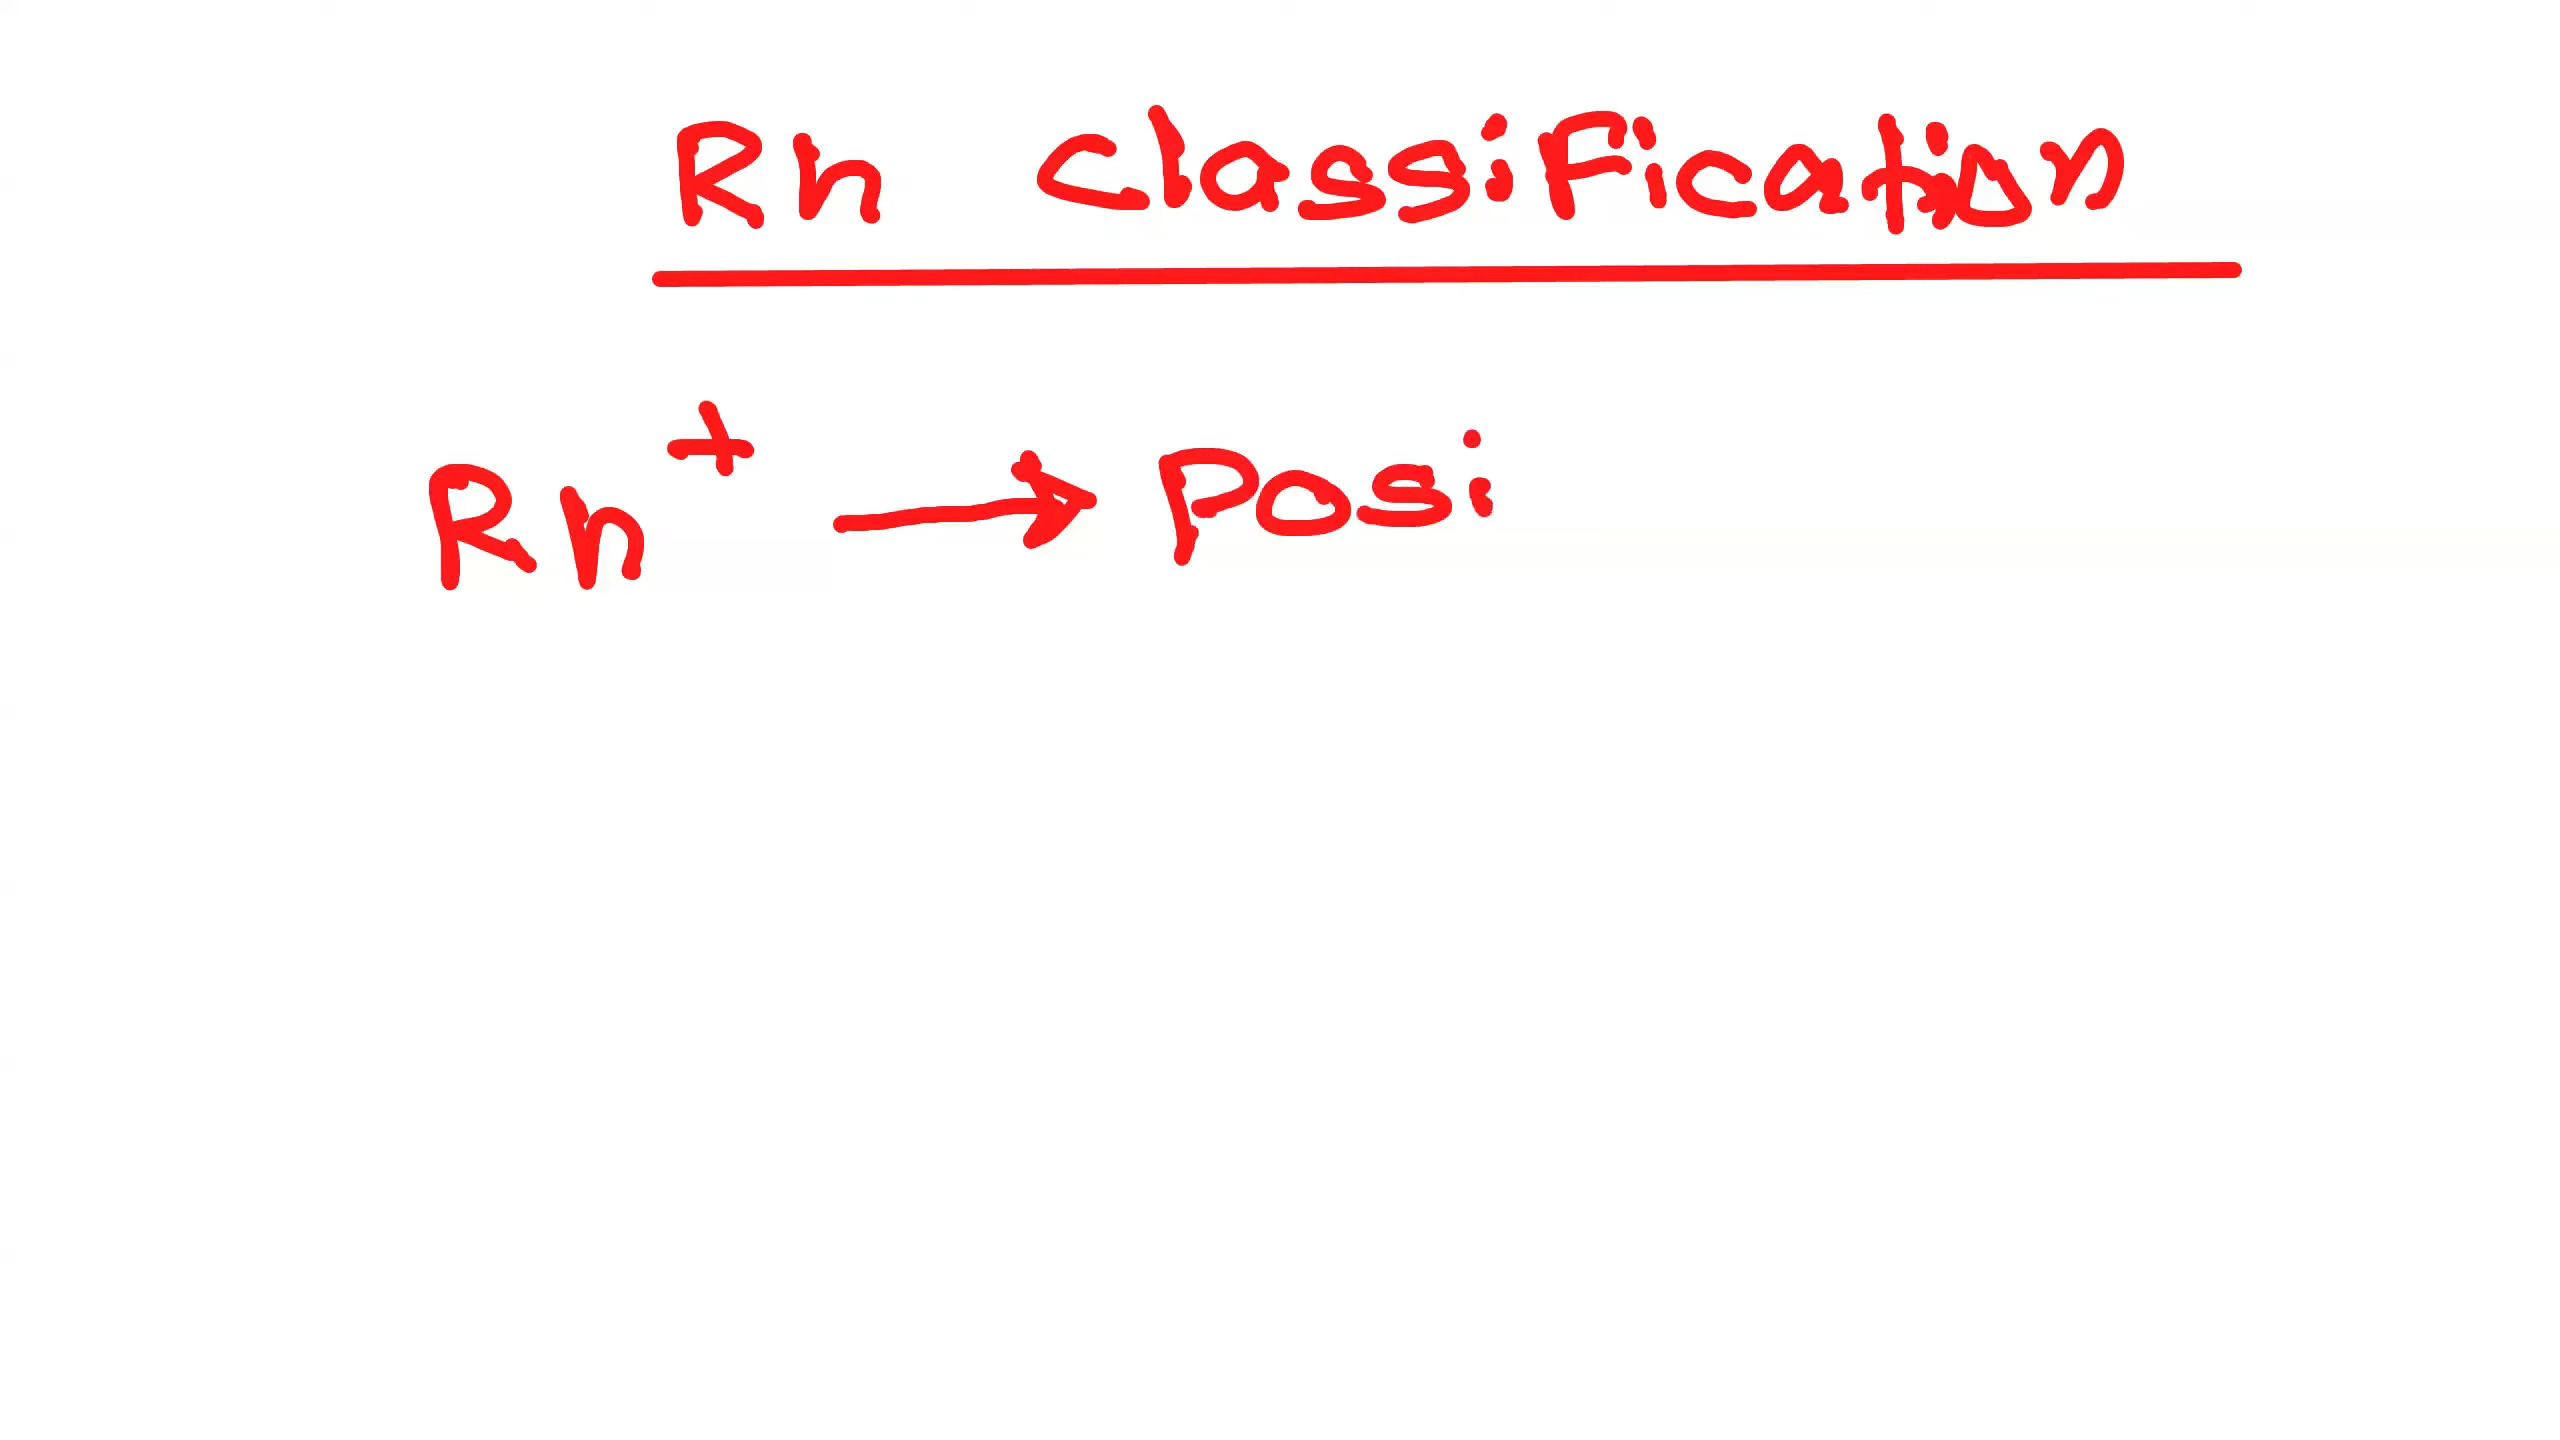 Rh classification
Rh⁺ → Posi